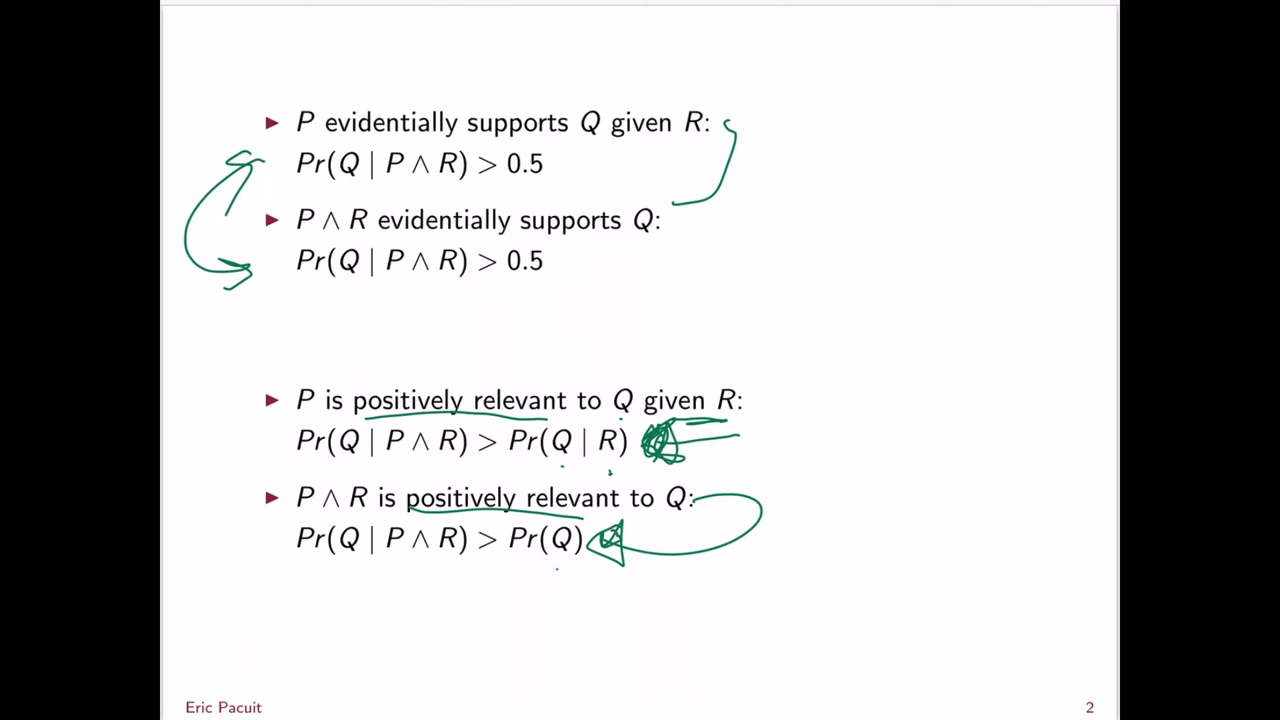 ▶ P evidentially supports Q given R:
Pr(Q | P ∧ R) > 0.5
▶ P ∧ R evidentially supports Q:
Pr(Q | P ∧ R) > 0.5
▶ P is positively relevant to Q given R:
Pr(Q | P ∧ R) > Pr(Q | R)
▶ P ∧ R is positively relevant to Q:
Pr(Q | P ∧ R) > Pr(Q)
Eric Pacuit
2